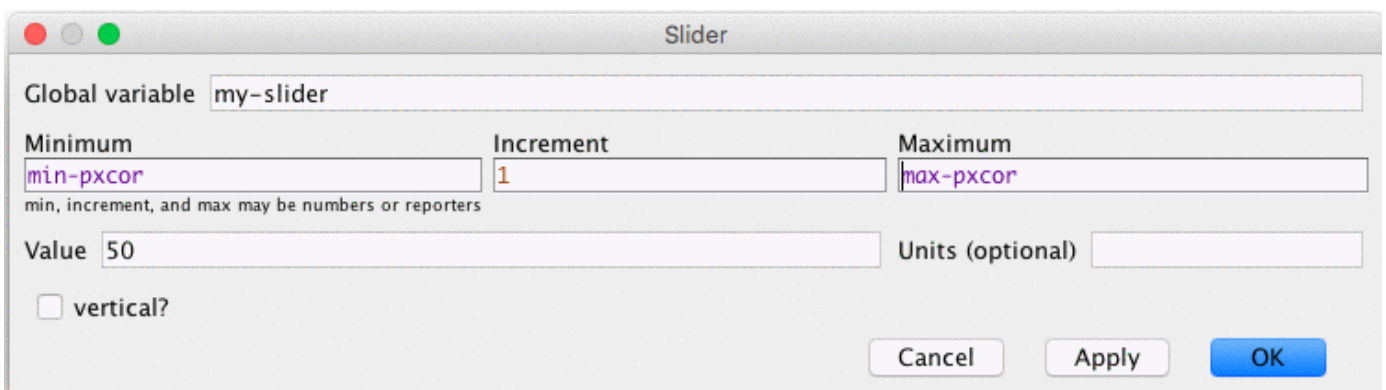 Slider
Global variable my-slider
Minimum Increment Maximum
min-pxcor 1 max-pxcor
min, increment, and max may be numbers or reporters
Value 50 Units (optional)
vertical?
Cancel Apply OK